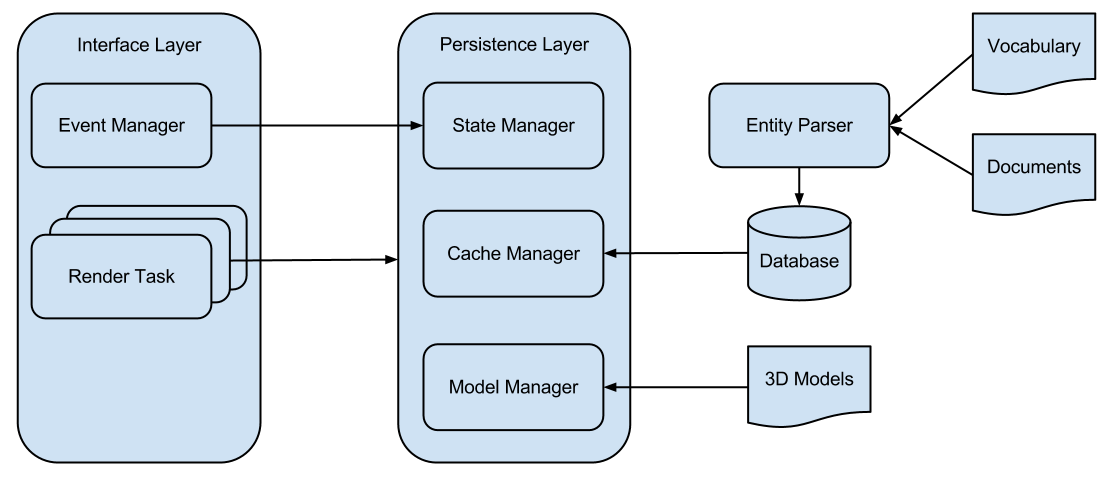 Interface Layer
Event Manager
Render Task
Persistence Layer
State Manager
Cache Manager
Model Manager
Entity Parser
Database
3D Models
Vocabulary
Documents